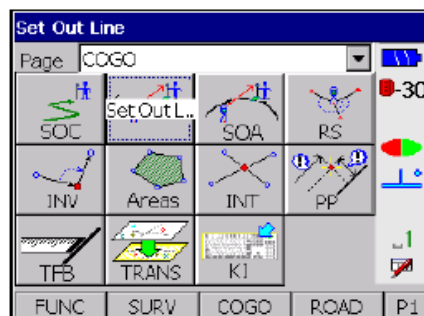 Set Out Line
Page COGO
-30
SOC Set Out L.. SOA RS
INV Areas INT PP
TFB TRANS KI
1
FUNC SURV COGO ROAD P1